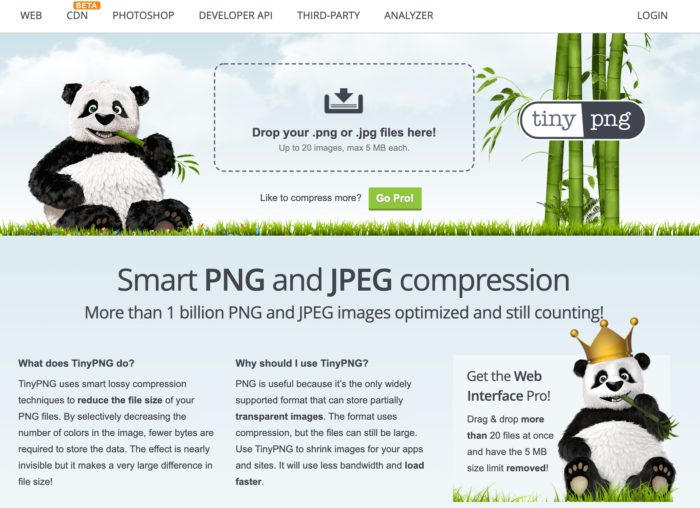 WEB
BETA
CDN
PHOTOSHOP
DEVELOPER API
THIRD-PARTY
ANALYZER
LOGIN
Drop your .png or .jpg files here!
Up to 20 images, max 5 MB each.
tiny png
Like to compress more? Go Pro!
Smart PNG and JPEG compression
More than 1 billion PNG and JPEG images optimized and still counting!
What does TinyPNG do?
TinyPNG uses smart lossy compression
techniques to reduce the file size of your
PNG files. By selectively decreasing the
number of colors in the image, fewer bytes are
required to store the data. The effect is nearly
invisible but it makes a very large difference in
file size!
Why should I use TinyPNG?
PNG is useful because it's the only widely
supported format that can store partially
transparent images. The format uses
compression, but the files can still be large.
Use TinyPNG to shrink images for your apps
and sites. It will use less bandwidth and load
faster.
Get the Web
Interface Pro!
Drag & drop more
than 20 files at once
and have the 5 MB
size limit removed!